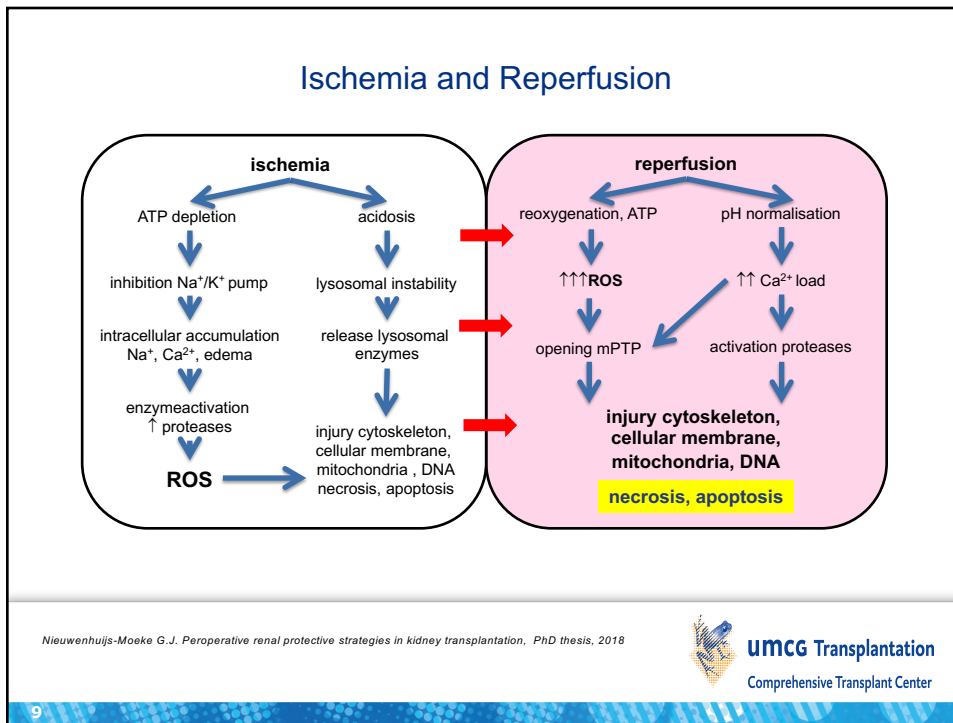 Ischemia and Reperfusion
ischemia
ATP depletion
acidosis
inhibition Na⁺/K⁺ pump
lysosomal instability
intracellular accumulation
Na⁺, Ca²⁺, edema
release lysosomal
enzymes
enzymeactivation
↑ proteases
ROS
injury cytoskeleton,
cellular membrane,
mitochondria , DNA
necrosis, apoptosis
reperfusion
reoxygenation, ATP
pH normalisation
↑↑↑ROS
↑↑ Ca²⁺ load
opening mPTP
activation proteases
injury cytoskeleton,
cellular membrane,
mitochondria, DNA
necrosis, apoptosis
Nieuwenhuijs-Moeke G.J. Peroperative renal protective strategies in kidney transplantation, PhD thesis, 2018
umcg Transplantation
Comprehensive Transplant Center
9